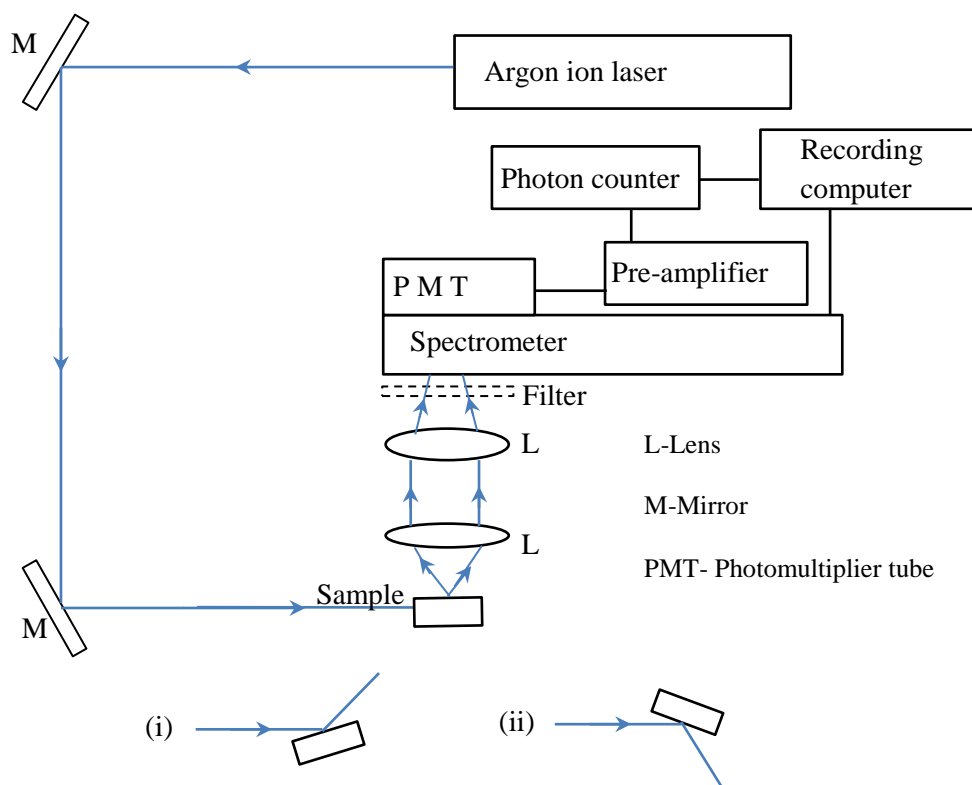 M
Argon ion laser
Photon counter
Recording
computer
Pre-amplifier
P M T
Spectrometer
Filter
L
L-Lens
M-Mirror
L
PMT- Photomultiplier tube
Sample
M
(i)
(ii)